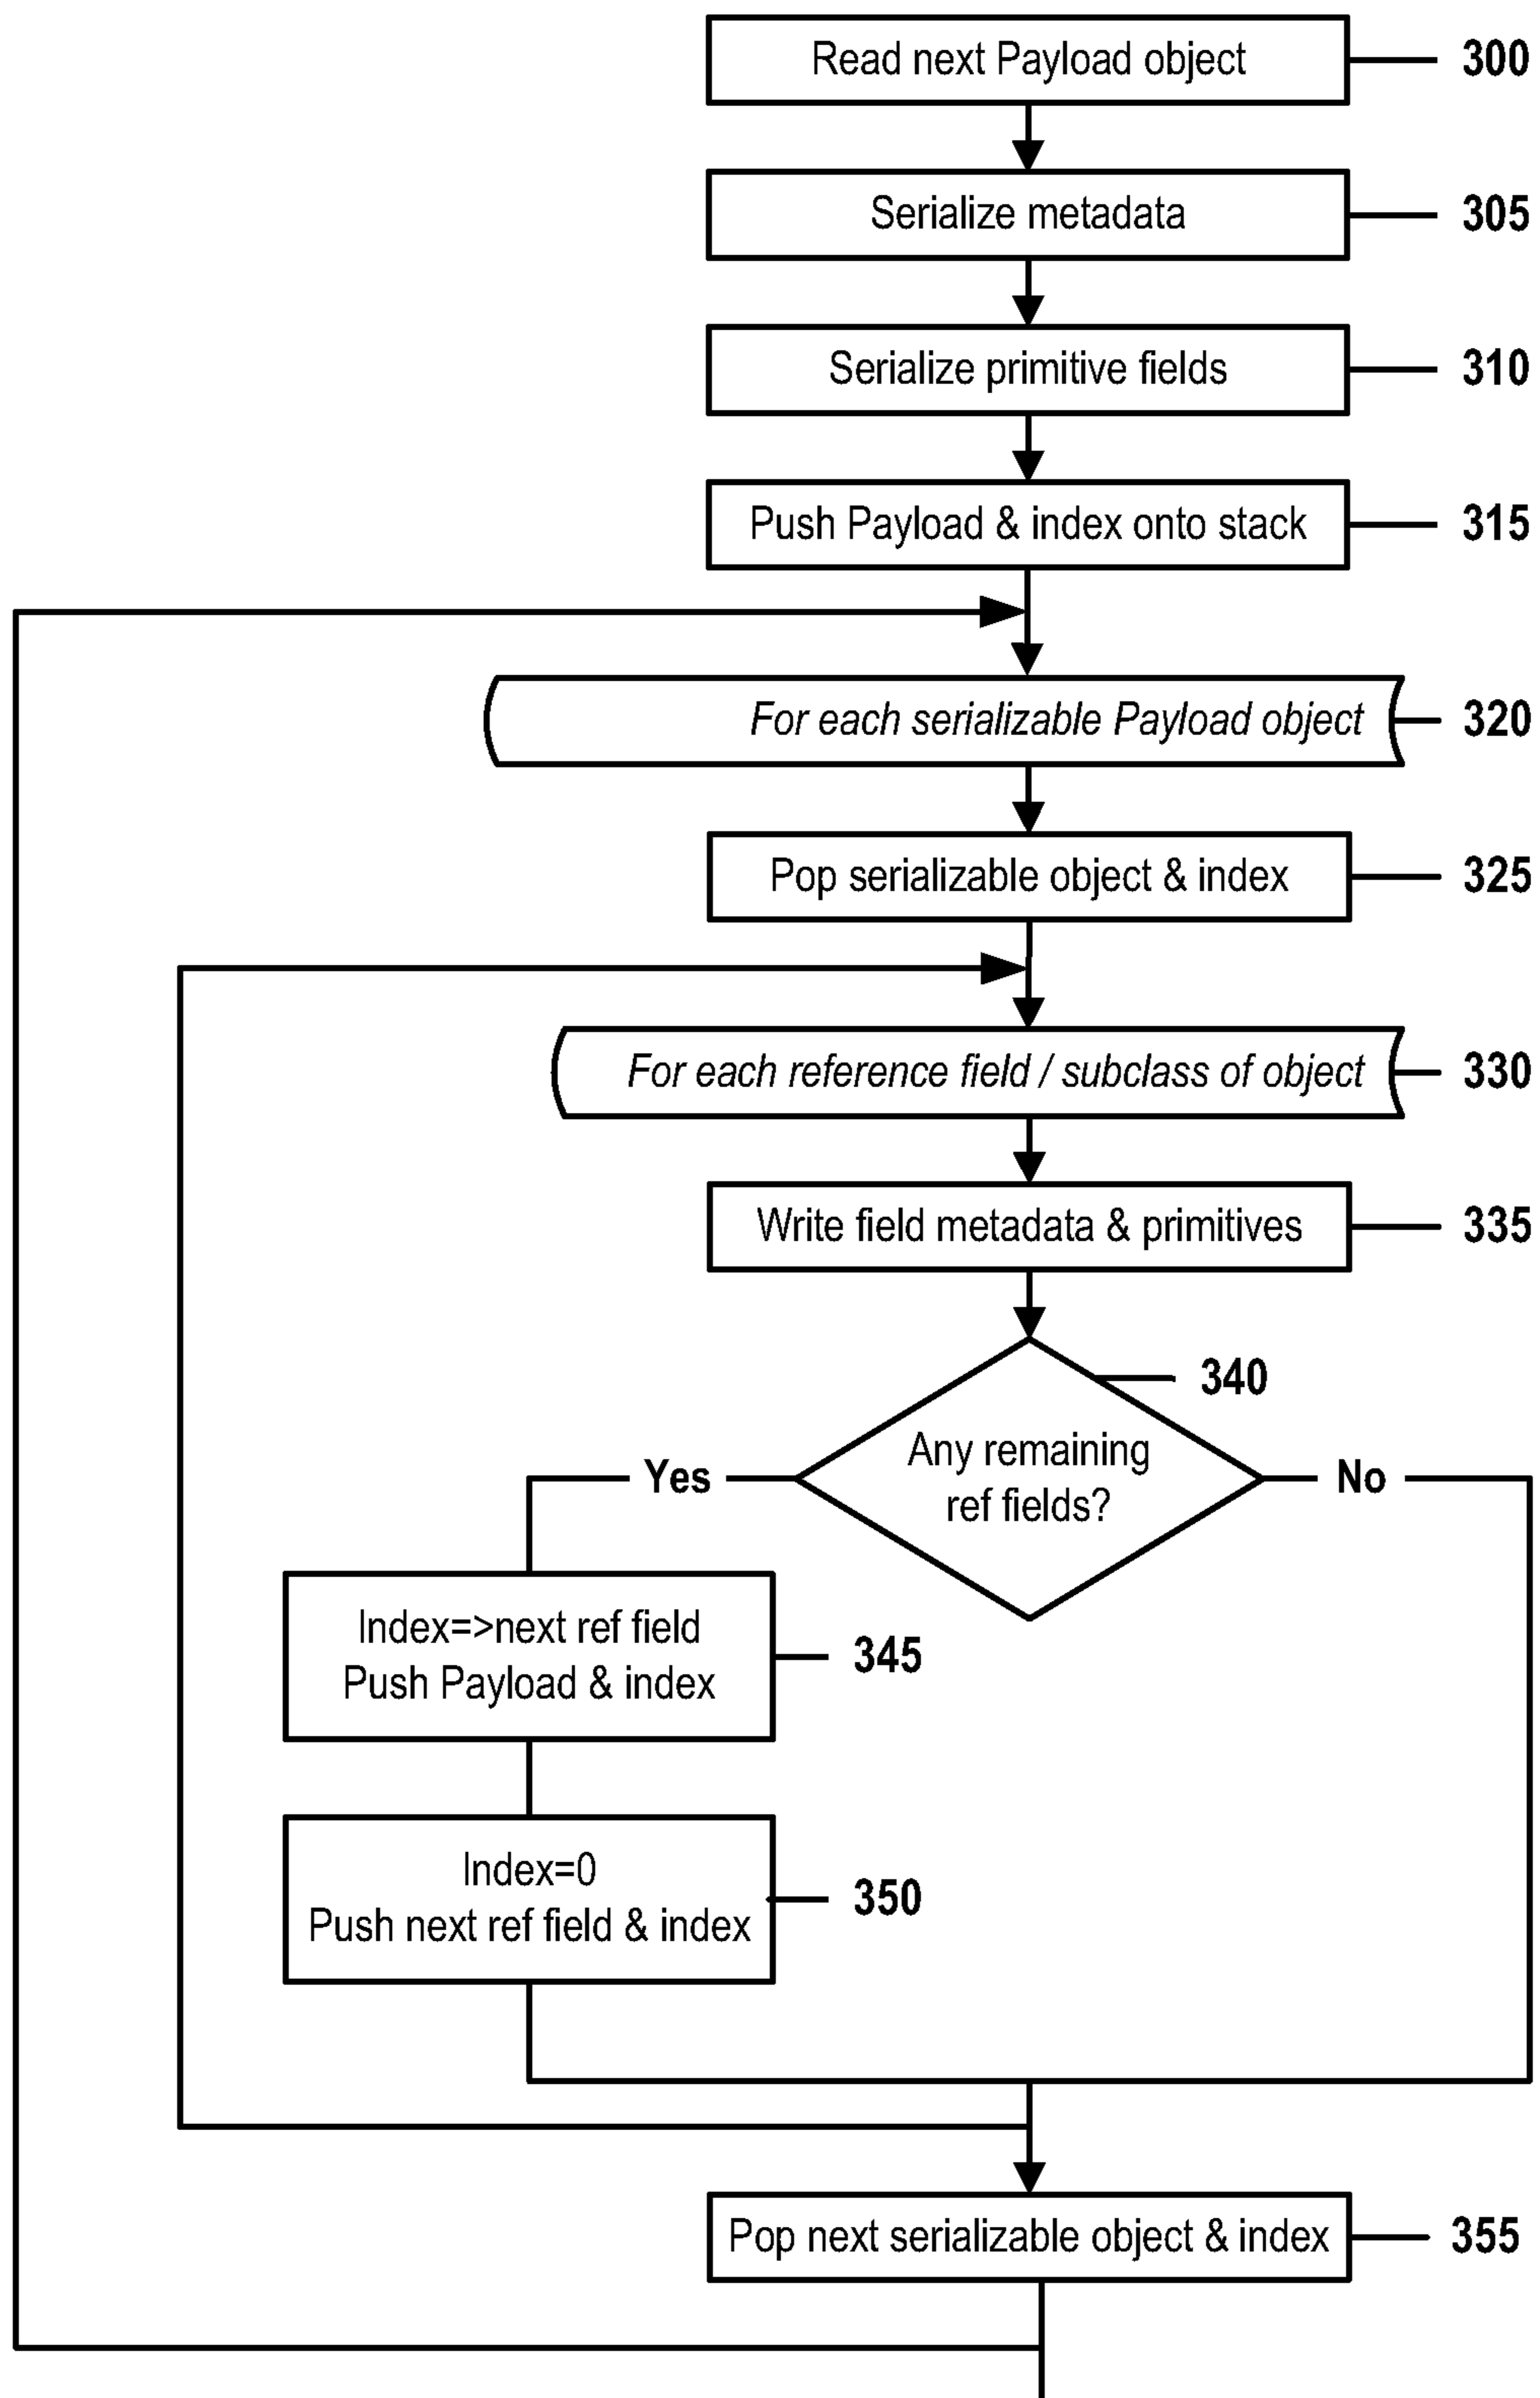 Read next Payload object 300
Serialize metadata 305
Serialize primitive fields 310
Push Payload & index onto stack 315
For each serializable Payload object 320
Pop serializable object & index 325
For each reference field / subclass of object 330
Write field metadata & primitives 335
340
Any remaining
ref fields?
Yes
No
Index=>next ref field
Push Payload & index
345
Index=0
Push next ref field & index
350
Pop next serializable object & index 355